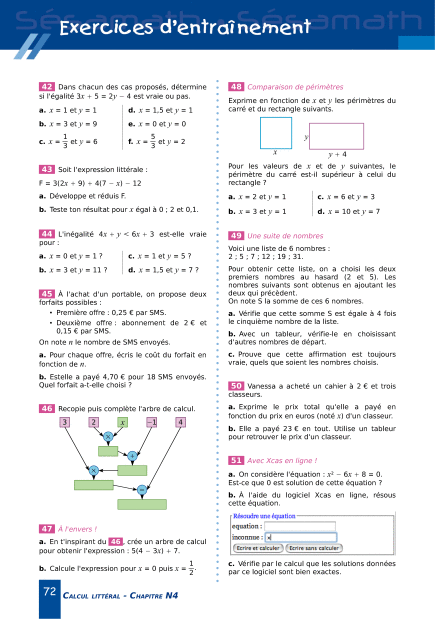 Exercices d'entraînement
42 Dans chacun des cas proposés, détermine
si l'égalité 3x + 5 = 2y − 4 est vraie ou pas.
a. x = 1 et y = 1
d. x = 1,5 et y = 1
b. x = 3 et y = 9
e. x = 0 et y = 0
c. x = 1/3 et y = 6
f. x = 5/3 et y = 2
43 Soit l'expression littérale :
F = 3(2x + 9) + 4(7 − x) − 12
a. Développe et réduis F.
b. Teste ton résultat pour x égal à 0 ; 2 et 0,1.
44 L'inégalité 4x + y < 6x + 3 est-elle vraie
pour :
a. x = 0 et y = 1 ?
c. x = 1 et y = 5 ?
b. x = 3 et y = 11 ?
d. x = 1,5 et y = 7 ?
45 À l'achat d'un portable, on propose deux
forfaits possibles :
• Première offre : 0,25 € par SMS.
• Deuxième offre : abonnement de 2 € et
0,15 € par SMS.
On note n le nombre de SMS envoyés.
a. Pour chaque offre, écris le coût du forfait en
fonction de n.
b. Estelle a payé 4,70 € pour 18 SMS envoyés.
Quel forfait a-t-elle choisi ?
46 Recopie puis complète l'arbre de calcul.
3 2 x −1 4
×
+
×
47 À l'envers !
a. En t'inspirant du 46, crée un arbre de calcul
pour obtenir l'expression : 5(4 − 3x) + 7.
b. Calcule l'expression pour x = 0 puis x = 1/2.
48 Comparaison de périmètres
Exprime en fonction de x et y les périmètres du
carré et du rectangle suivants.
y
x
y + 4
Pour les valeurs de x et de y suivantes, le
périmètre du carré est-il supérieur à celui du
rectangle ?
a. x = 2 et y = 1
c. x = 6 et y = 3
b. x = 3 et y = 1
d. x = 10 et y = 7
49 Une suite de nombres
Voici une liste de 6 nombres :
2 ; 5 ; 7 ; 12 ; 19 ; 31.
Pour obtenir cette liste, on a choisi les deux
premiers nombres au hasard (2 et 5). Les
nombres suivants sont obtenus en ajoutant les
deux qui précèdent.
On note S la somme de ces 6 nombres.
a. Vérifie que cette somme S est égale à 4 fois
le cinquième nombre de la liste.
b. Avec un tableur, vérifie-le en choisissant
d'autres nombres de départ.
c. Prouve que cette affirmation est toujours
vraie, quels que soient les nombres choisis.
50 Vanessa a acheté un cahier à 2 € et trois
classeurs.
a. Exprime le prix total qu'elle a payé en
fonction du prix en euros (noté x) d'un classeur.
b. Elle a payé 23 € en tout. Utilise un tableur
pour retrouver le prix d'un classeur.
51 Avec Xcas en ligne !
a. On considère l'équation : x² − 6x + 8 = 0.
Est-ce que 0 est solution de cette équation ?
b. À l'aide du logiciel Xcas en ligne, résous
cette équation.
Résoudre une équation
equation :
inconnue : x
Ecrire et calculer
Ecrire sans calculer
c. Vérifie par le calcul que les solutions données
par ce logiciel sont bien exactes.
72 CALCUL LITTÉRAL - CHAPITRE N4